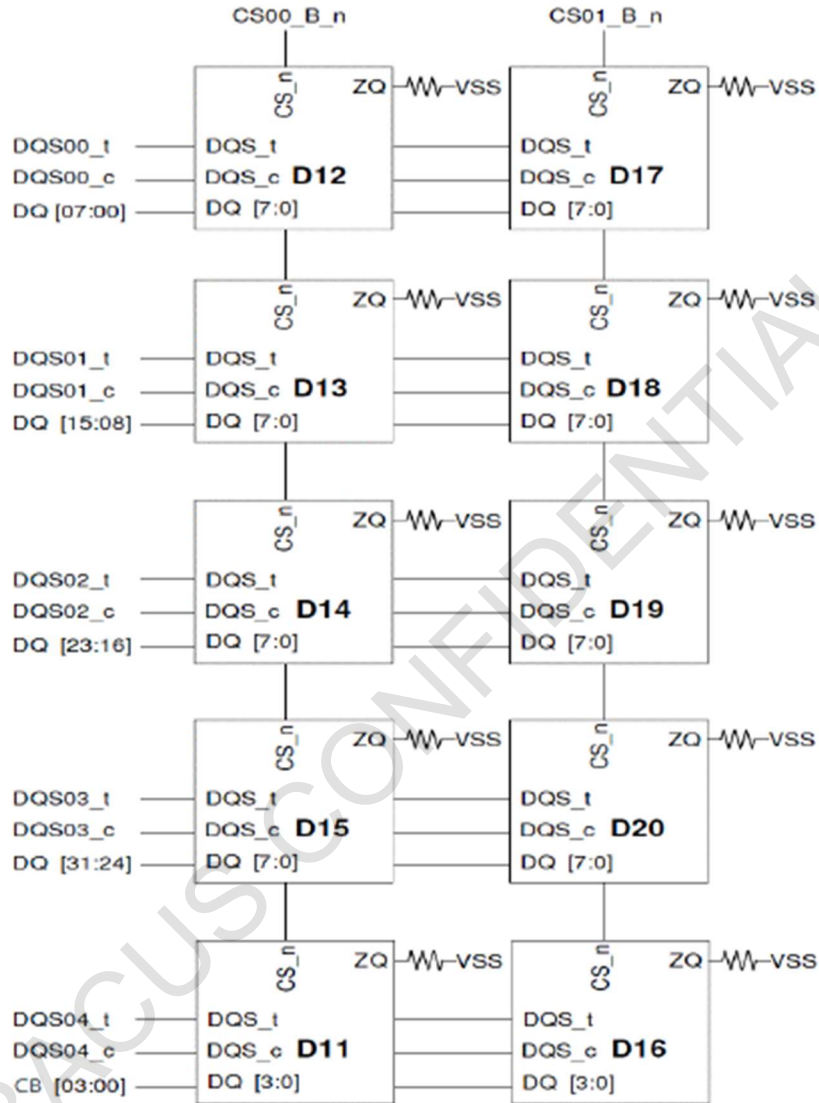 CS00_B_n CS01_B_n
CS_n ZQ VSS CS_n ZQ VSS
DQS00_t DQS_t DQS_t
DQS00_c DQS_c D12 DQS_c D17
DQ [07:00] DQ [7:0] DQ [7:0]
CS_n ZQ VSS CS_n ZQ VSS
DQS01_t DQS_t DQS_t
DQS01_c DQS_c D13 DQS_c D18
DQ [15:08] DQ [7:0] DQ [7:0]
CS_n ZQ VSS CS_n ZQ VSS
DQS02_t DQS_t DQS_t
DQS02_c DQS_c D14 DQS_c D19
DQ [23:16] DQ [7:0] DQ [7:0]
CS_n ZQ VSS CS_n ZQ VSS
DQS03_t DQS_t DQS_t
DQS03_c DQS_c D15 DQS_c D20
DQ [31:24] DQ [7:0] DQ [7:0]
CS_n ZQ VSS CS_n ZQ VSS
DQS04_t DQS_t DQS_t
DQS04_c DQS_c D11 DQS_c D16
CB [03:00] DQ [3:0] DQ [3:0]
CONFIDENTIAL